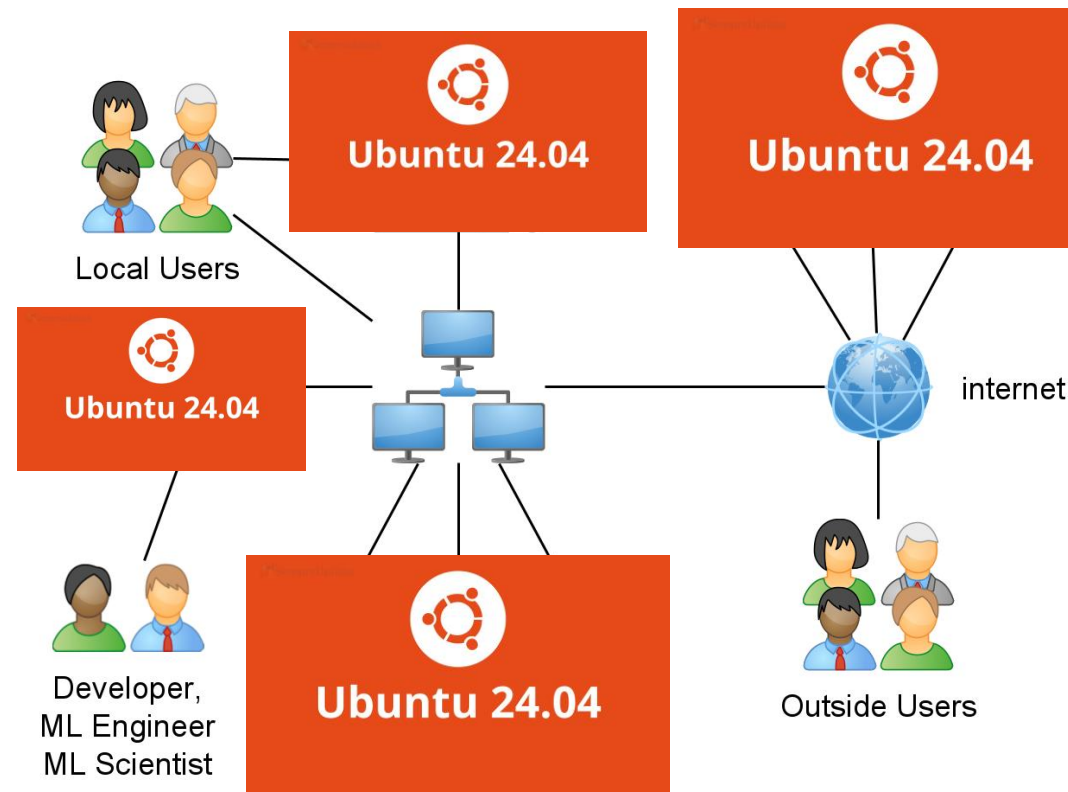 Ubuntu 24.04
Ubuntu 24.04
Local Users
Ubuntu 24.04
internet
Developer,
ML Engineer
ML Scientist
Ubuntu 24.04
Outside Users